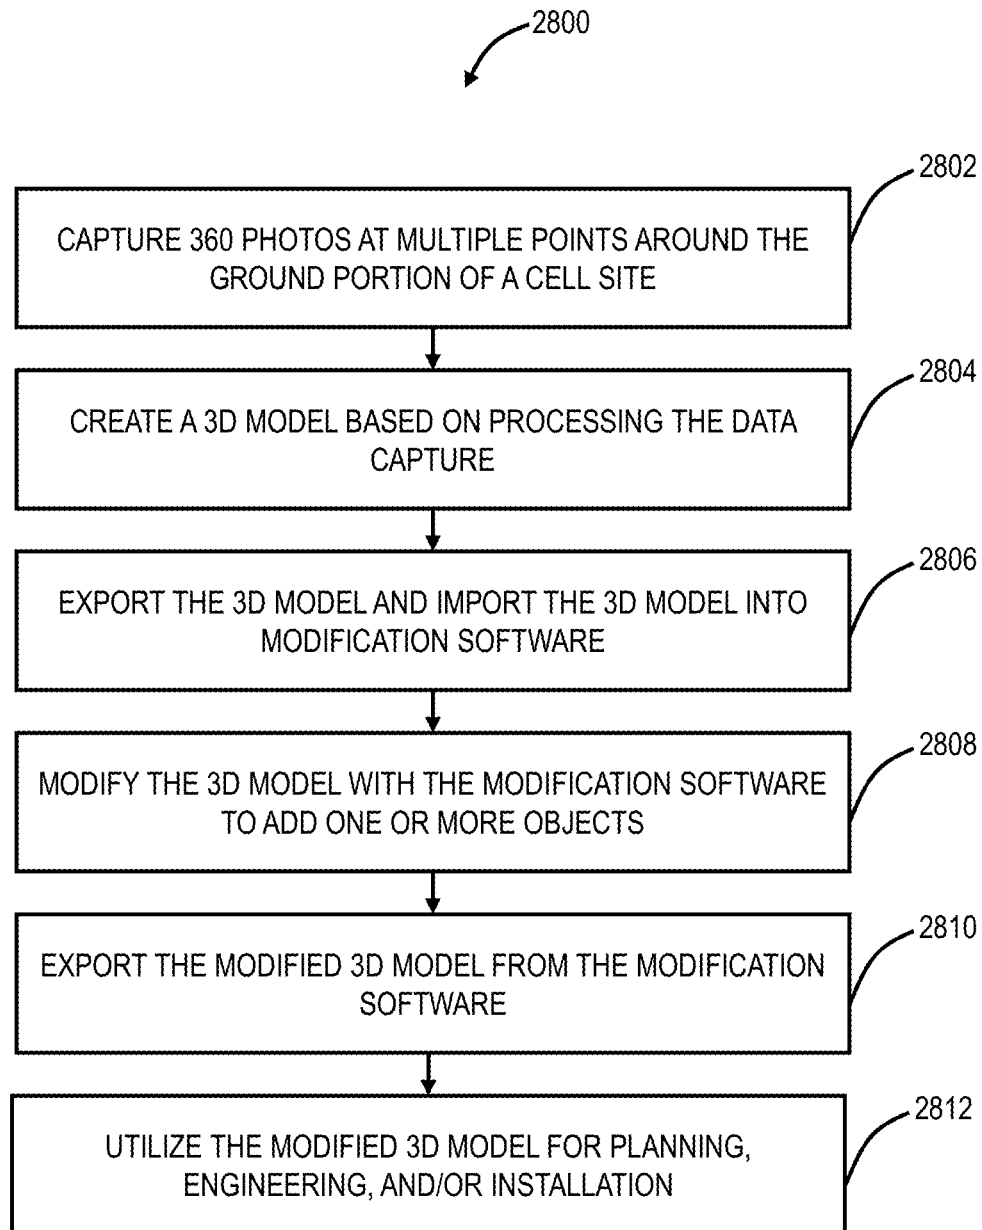 2800
2802
CAPTURE 360 PHOTOS AT MULTIPLE POINTS AROUND THE
GROUND PORTION OF A CELL SITE
2804
CREATE A 3D MODEL BASED ON PROCESSING THE DATA
CAPTURE
2806
EXPORT THE 3D MODEL AND IMPORT THE 3D MODEL INTO
MODIFICATION SOFTWARE
2808
MODIFY THE 3D MODEL WITH THE MODIFICATION SOFTWARE
TO ADD ONE OR MORE OBJECTS
2810
EXPORT THE MODIFIED 3D MODEL FROM THE MODIFICATION
SOFTWARE
2812
UTILIZE THE MODIFIED 3D MODEL FOR PLANNING,
ENGINEERING, AND/OR INSTALLATION